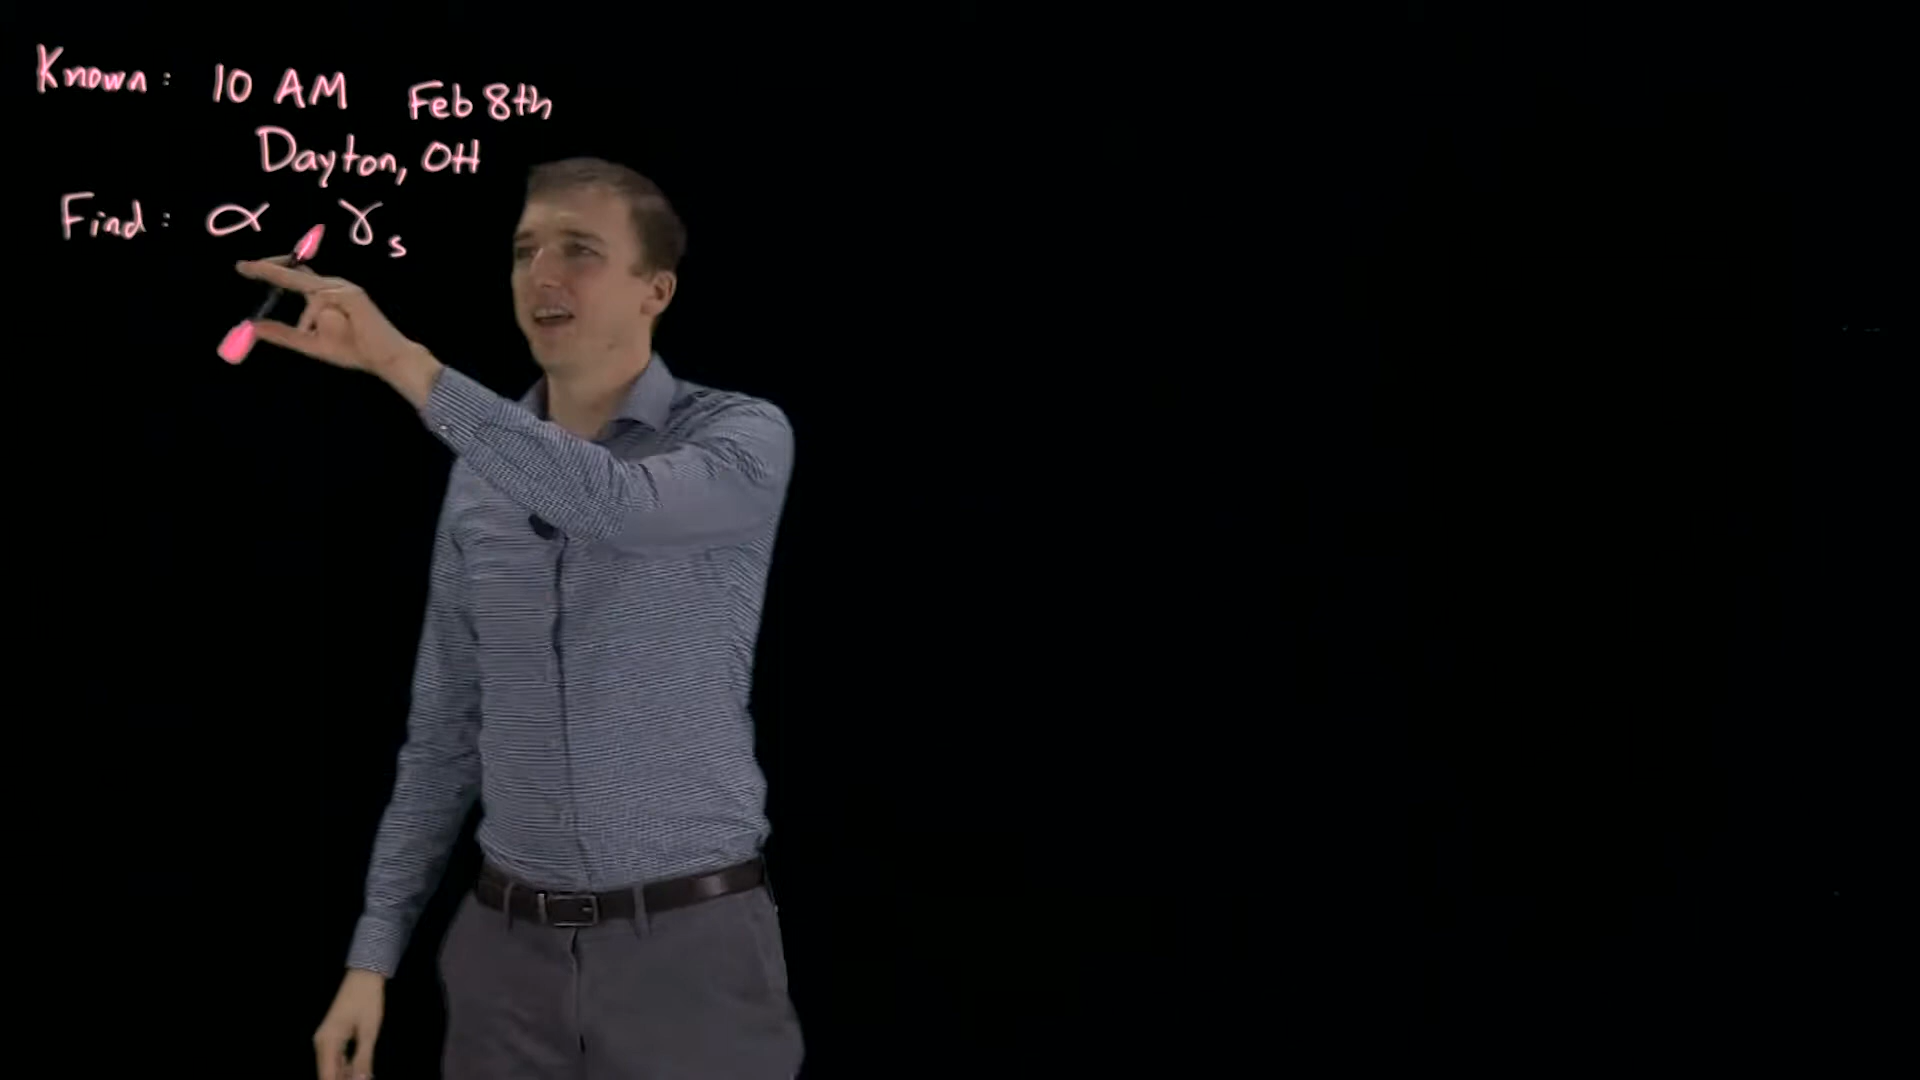 Known: 10 AM Feb 8th
Dayton, OH
Find: α γs